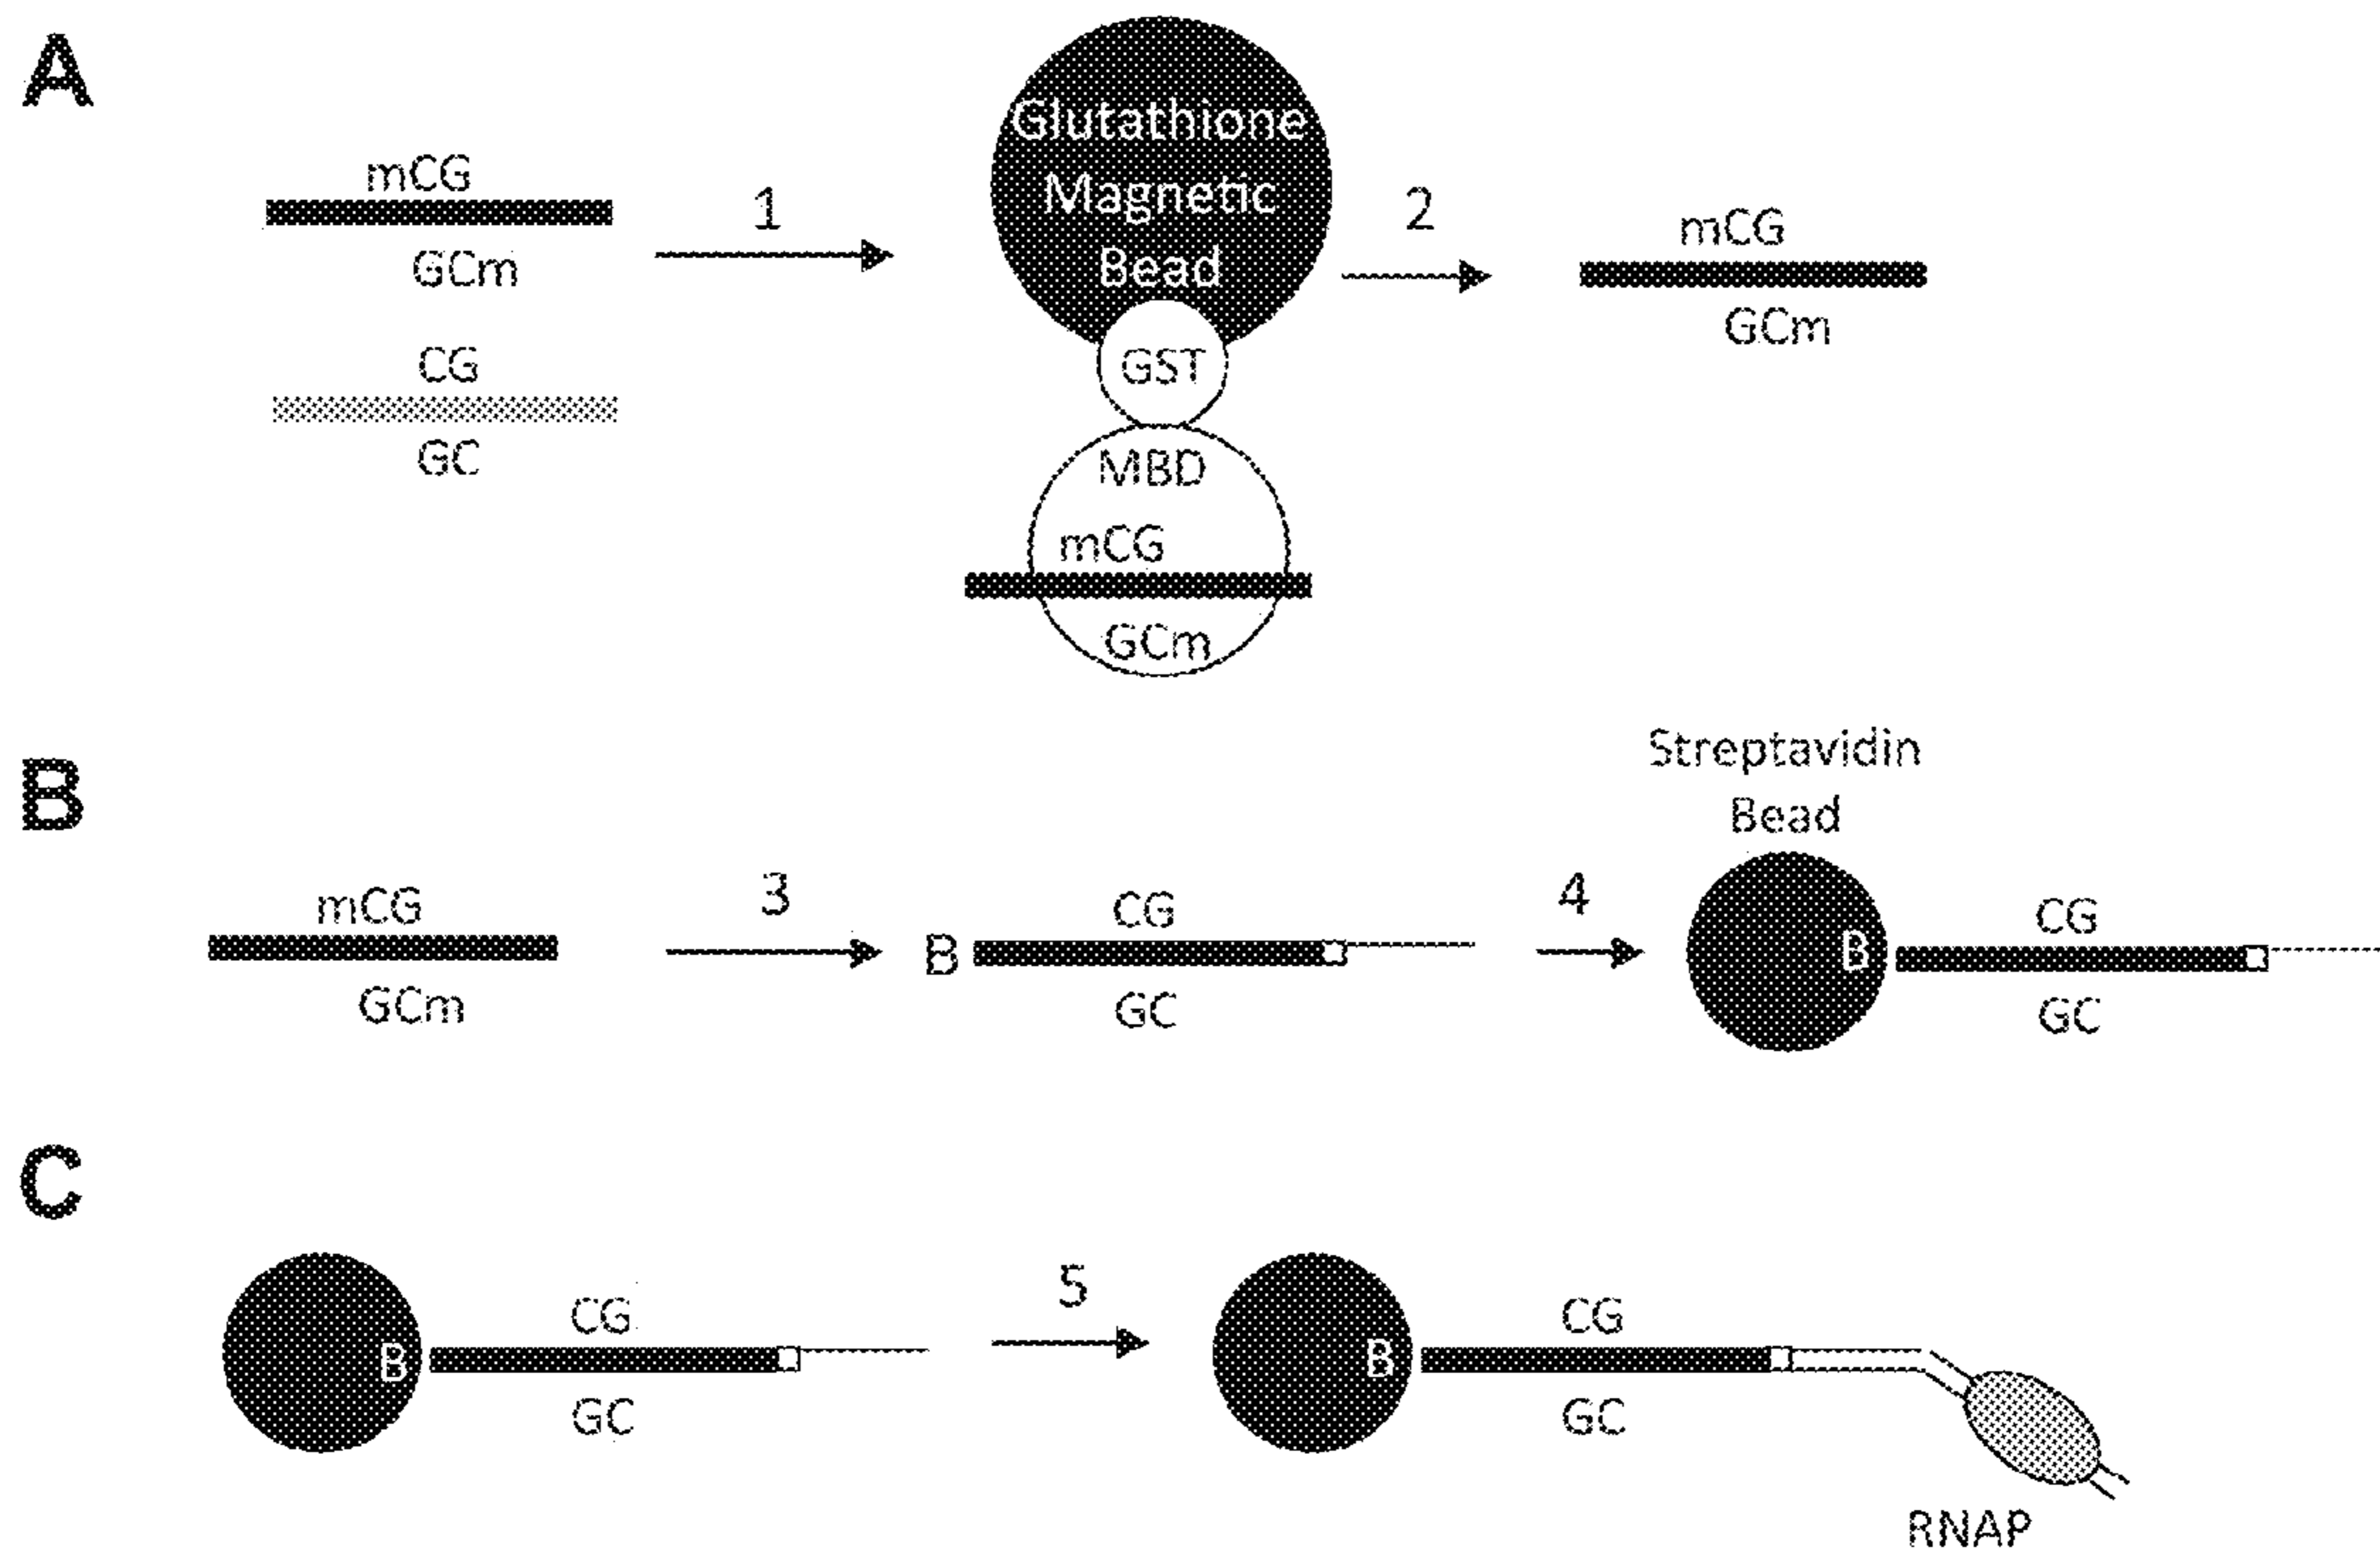 A
mCG
GCm
CG
GC
1
Glutathione
Magnetic
Bead
GST
MBD
mCG
GCm
2
mCG
GCm
B
mCG
GCm
3
B
CG
GC
4
Streptavidin
Bead
B
CG
GC
C
B
CG
GC
5
B
CG
GC
RNAP